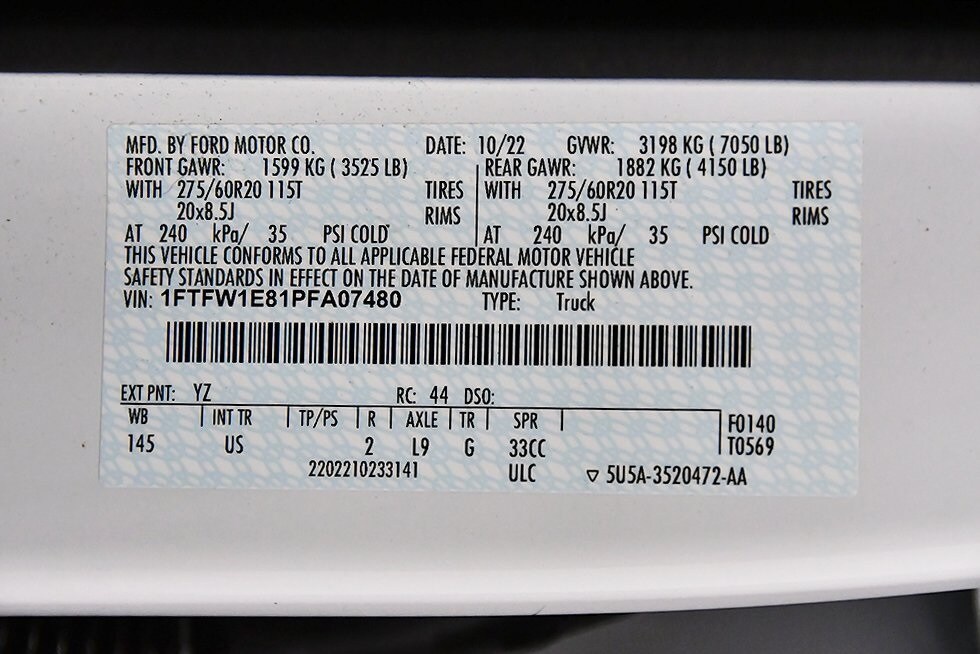 MFD. BY FORD MOTOR CO. DATE: 10/22 GVWR: 3198 KG ( 7050 LB)
FRONT GAWR: 1599 KG ( 3525 LB) REAR GAWR: 1882 KG ( 4150 LB)
WITH 275/60R20 115T TIRES WITH 275/60R20 115T TIRES
20x8.5J RIMS 20x8.5J RIMS
AT 240 kPa/ 35 PSI COLD AT 240 kPa/ 35 PSI COLD
THIS VEHICLE CONFORMS TO ALL APPLICABLE FEDERAL MOTOR VEHICLE
SAFETY STANDARDS IN EFFECT ON THE DATE OF MANUFACTURE SHOWN ABOVE.
VIN: 1FTFW1E81PFA07480 TYPE: Truck
EXT PNT: YZ RC: 44 DSO:
WB INT TR TP/PS R AXLE TR SPR F0140
145 US 2 L9 G 33CC T0569
2202210233141 ULC ▽ 5U5A-3520472-AA